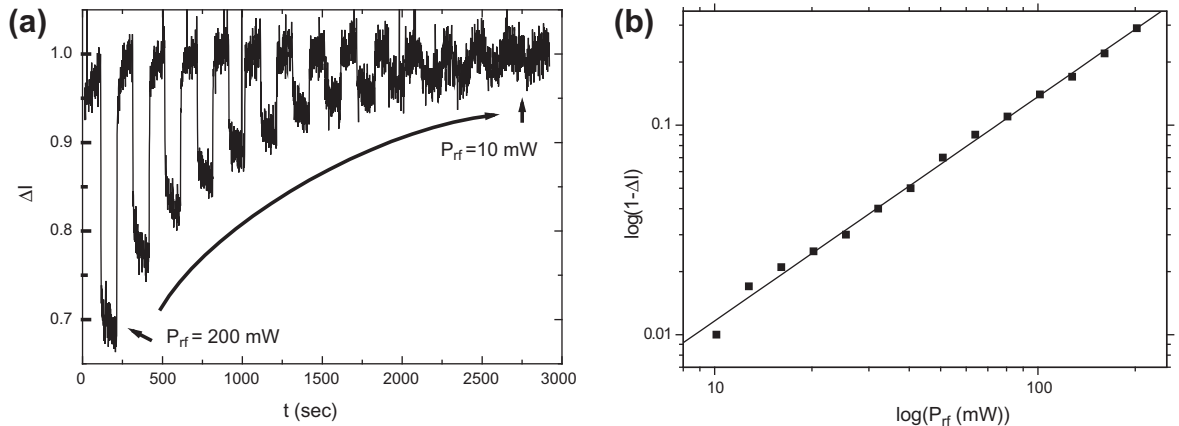 (a)
1.0
0.9
0.8
0.7
ΔI
P_rf = 10 mW
P_rf = 200 mW
0 500 1000 1500 2000 2500 3000
t (sec)
(b)
0.1
0.01
log(1-ΔI)
10 100
log(P_rf (mW))